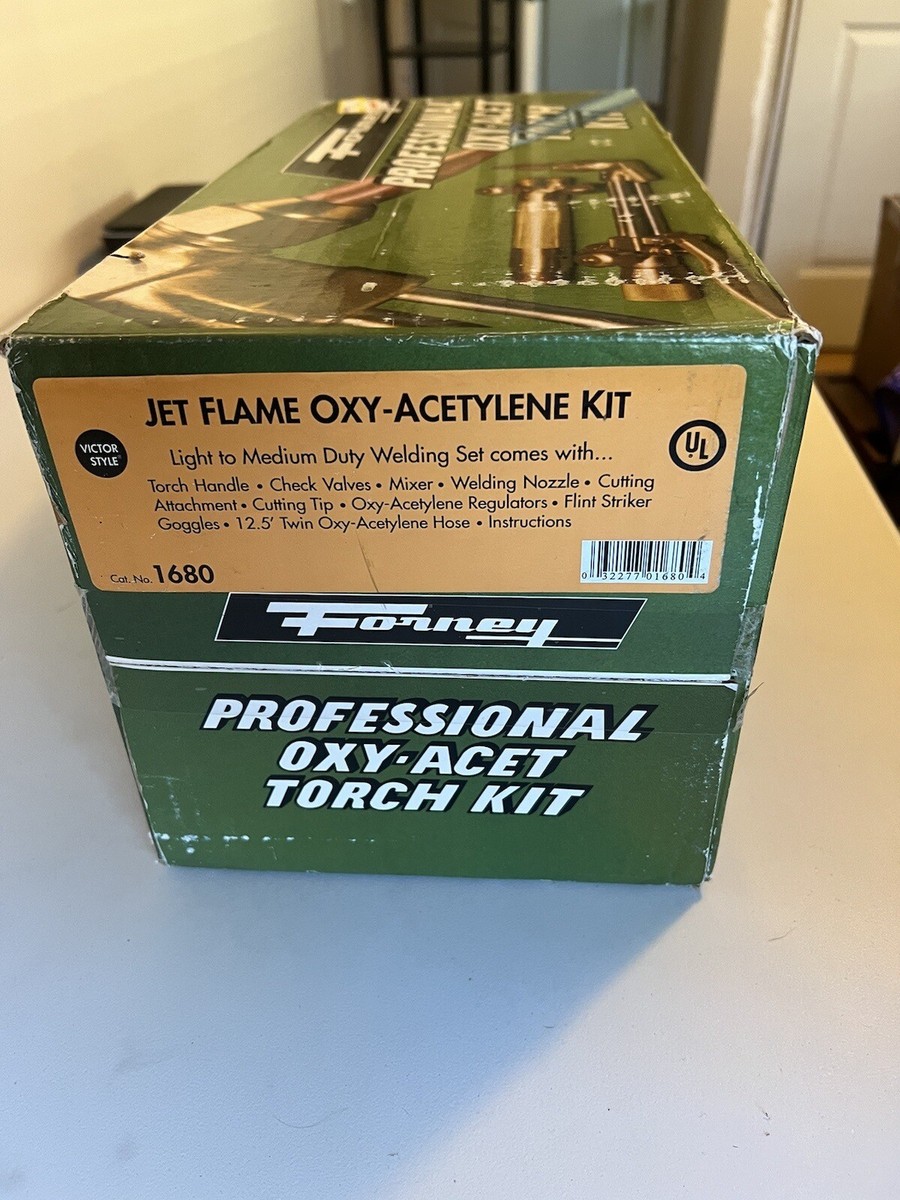 Forney
PROFESSIONAL
OXY-ACET
TORCH
KIT
JET FLAME OXY-ACETYLENE KIT
VICTOR
STYLE
UL
Light to Medium Duty Welding Set comes with...
Torch Handle • Check Valves • Mixer • Welding Nozzle • Cutting
Attachment • Cutting Tip • Oxy-Acetylene Regulators • Flint Striker
Goggles • 12.5' Twin Oxy-Acetylene Hose • Instructions
Cat. No. 1680
0 32277 01680 4
Forney
PROFESSIONAL
OXY·ACET
TORCH KIT